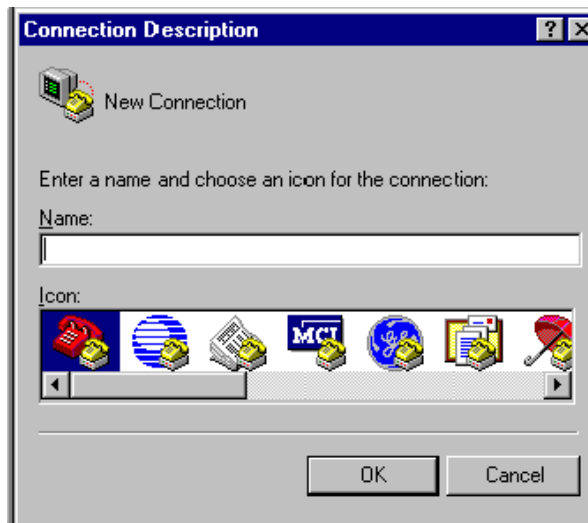 Connection Description
New Connection
Enter a name and choose an icon for the connection:
Name:
Icon:
MCI
OK Cancel